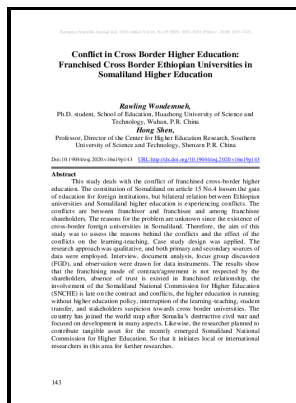 European Scientific Journal July 2020 edition Vol.16, No.19 ISSN: 1857-7881 (Print) e - ISSN 1857-7431
Conflict in Cross Border Higher Education:
Franchised Cross Border Ethiopian Universities in
Somaliland Higher Education
Rawling Wondemneh,
Ph.D. student, School of Education, Huazhong University of Science and
Technology, Wuhan, P.R. China
Hong Shen,
Professor, Director of the Center for Higher Education Research, Southern
University of Science and Technology, Shenzen P.R. China
Doi:10.19044/esj.2020.v16n19p143 URL:http://dx.doi.org/10.19044/esj.2020.v16n19p143
Abstract
This study deals with the conflict of franchised cross-border higher
education. The constitution of Somaliland on article 15 No.4 loosen the gate
of education for foreign institutions, but bilateral relation between Ethiopian
universities and Somaliland higher education is experiencing conflicts. The
conflicts are between franchisor and franchisee and among franchisee
shareholders. The reasons for the problem are unknown since the existence of
cross-border foreign universities in Somaliland. Therefore, the aim of this
study was to assess the reasons behind the conflicts and the effect of the
conflicts on the learning-teaching. Case study design was applied. The
research approach was qualitative, and both primary and secondary sources of
data were employed. Interview, document analysis, focus group discussion
(FGD), and observation were drawn for data instruments. The results show
that the franchising mode of contract/agreement is not respected by the
shareholders, absence of trust is existed in franchised relationship, the
involvement of the Somaliland National Commission for Higher Education
(SNCHE) is late on the contract and conflicts, the higher education is running
without higher education policy, interruption of the learning-teaching, student
transfer, and stakeholders suspicion towards cross border universities. The
country has joined the world map after Somalia's destructive civil war and
focused on development in many aspects. Likewise, the researcher planned to
contribute tangible asset for the recently emerged Somaliland National
Commission for Higher Education. So that it initiates local or international
researchers in this area for further researches.
143